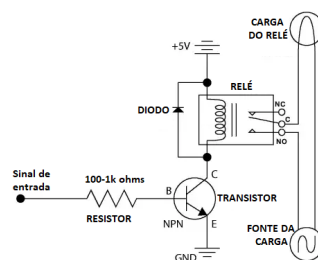 CARGA
DO RELÉ
+5V
RELÉ
DIODO
NC
C
NO
Sinal de
entrada
100-1k ohms
RESISTOR
B
C
TRANSISTOR
NPN
E
GND
FONTE DA
CARGA